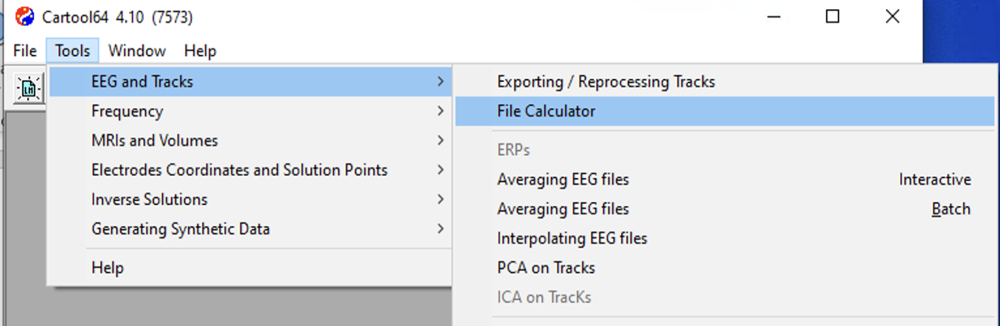 Cartool64 4.10 (7573)
File Tools Window Help
EEG and Tracks
Frequency
MRIs and Volumes
Electrodes Coordinates and Solution Points
Inverse Solutions
Generating Synthetic Data
Help
Exporting / Reprocessing Tracks
File Calculator
ERPs
Averaging EEG files Interactive
Averaging EEG files Batch
Interpolating EEG files
PCA on Tracks
ICA on TracKs